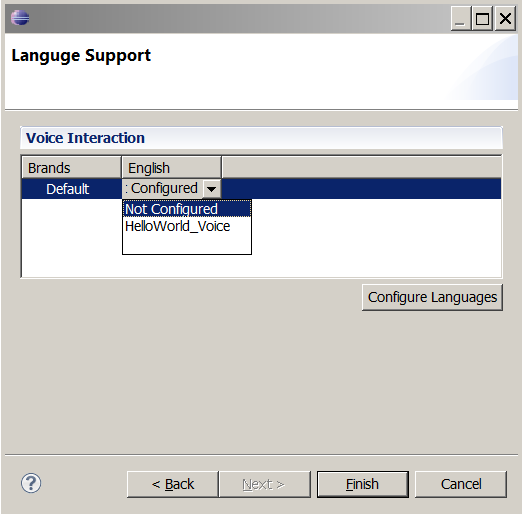 Languge Support
Voice Interaction
Brands English
Default : Configured
Not Configured
HelloWorld_Voice
Configure Languages
? < Back Next > Finish Cancel